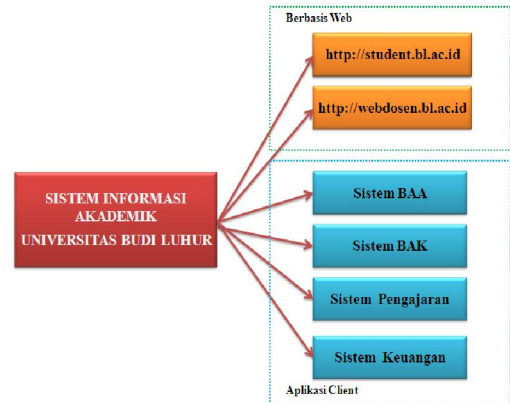 Berbasis Web
http://student.bl.ac.id
http://webdosen.bl.ac.id
SISTEM INFORMASI
AKADEMIK
UNIVERSITAS BUDI LUHUR
Sistem BAA
Sistem BAK
Sistem Pengajaran
Sistem Keuangan
Aplikasi Client